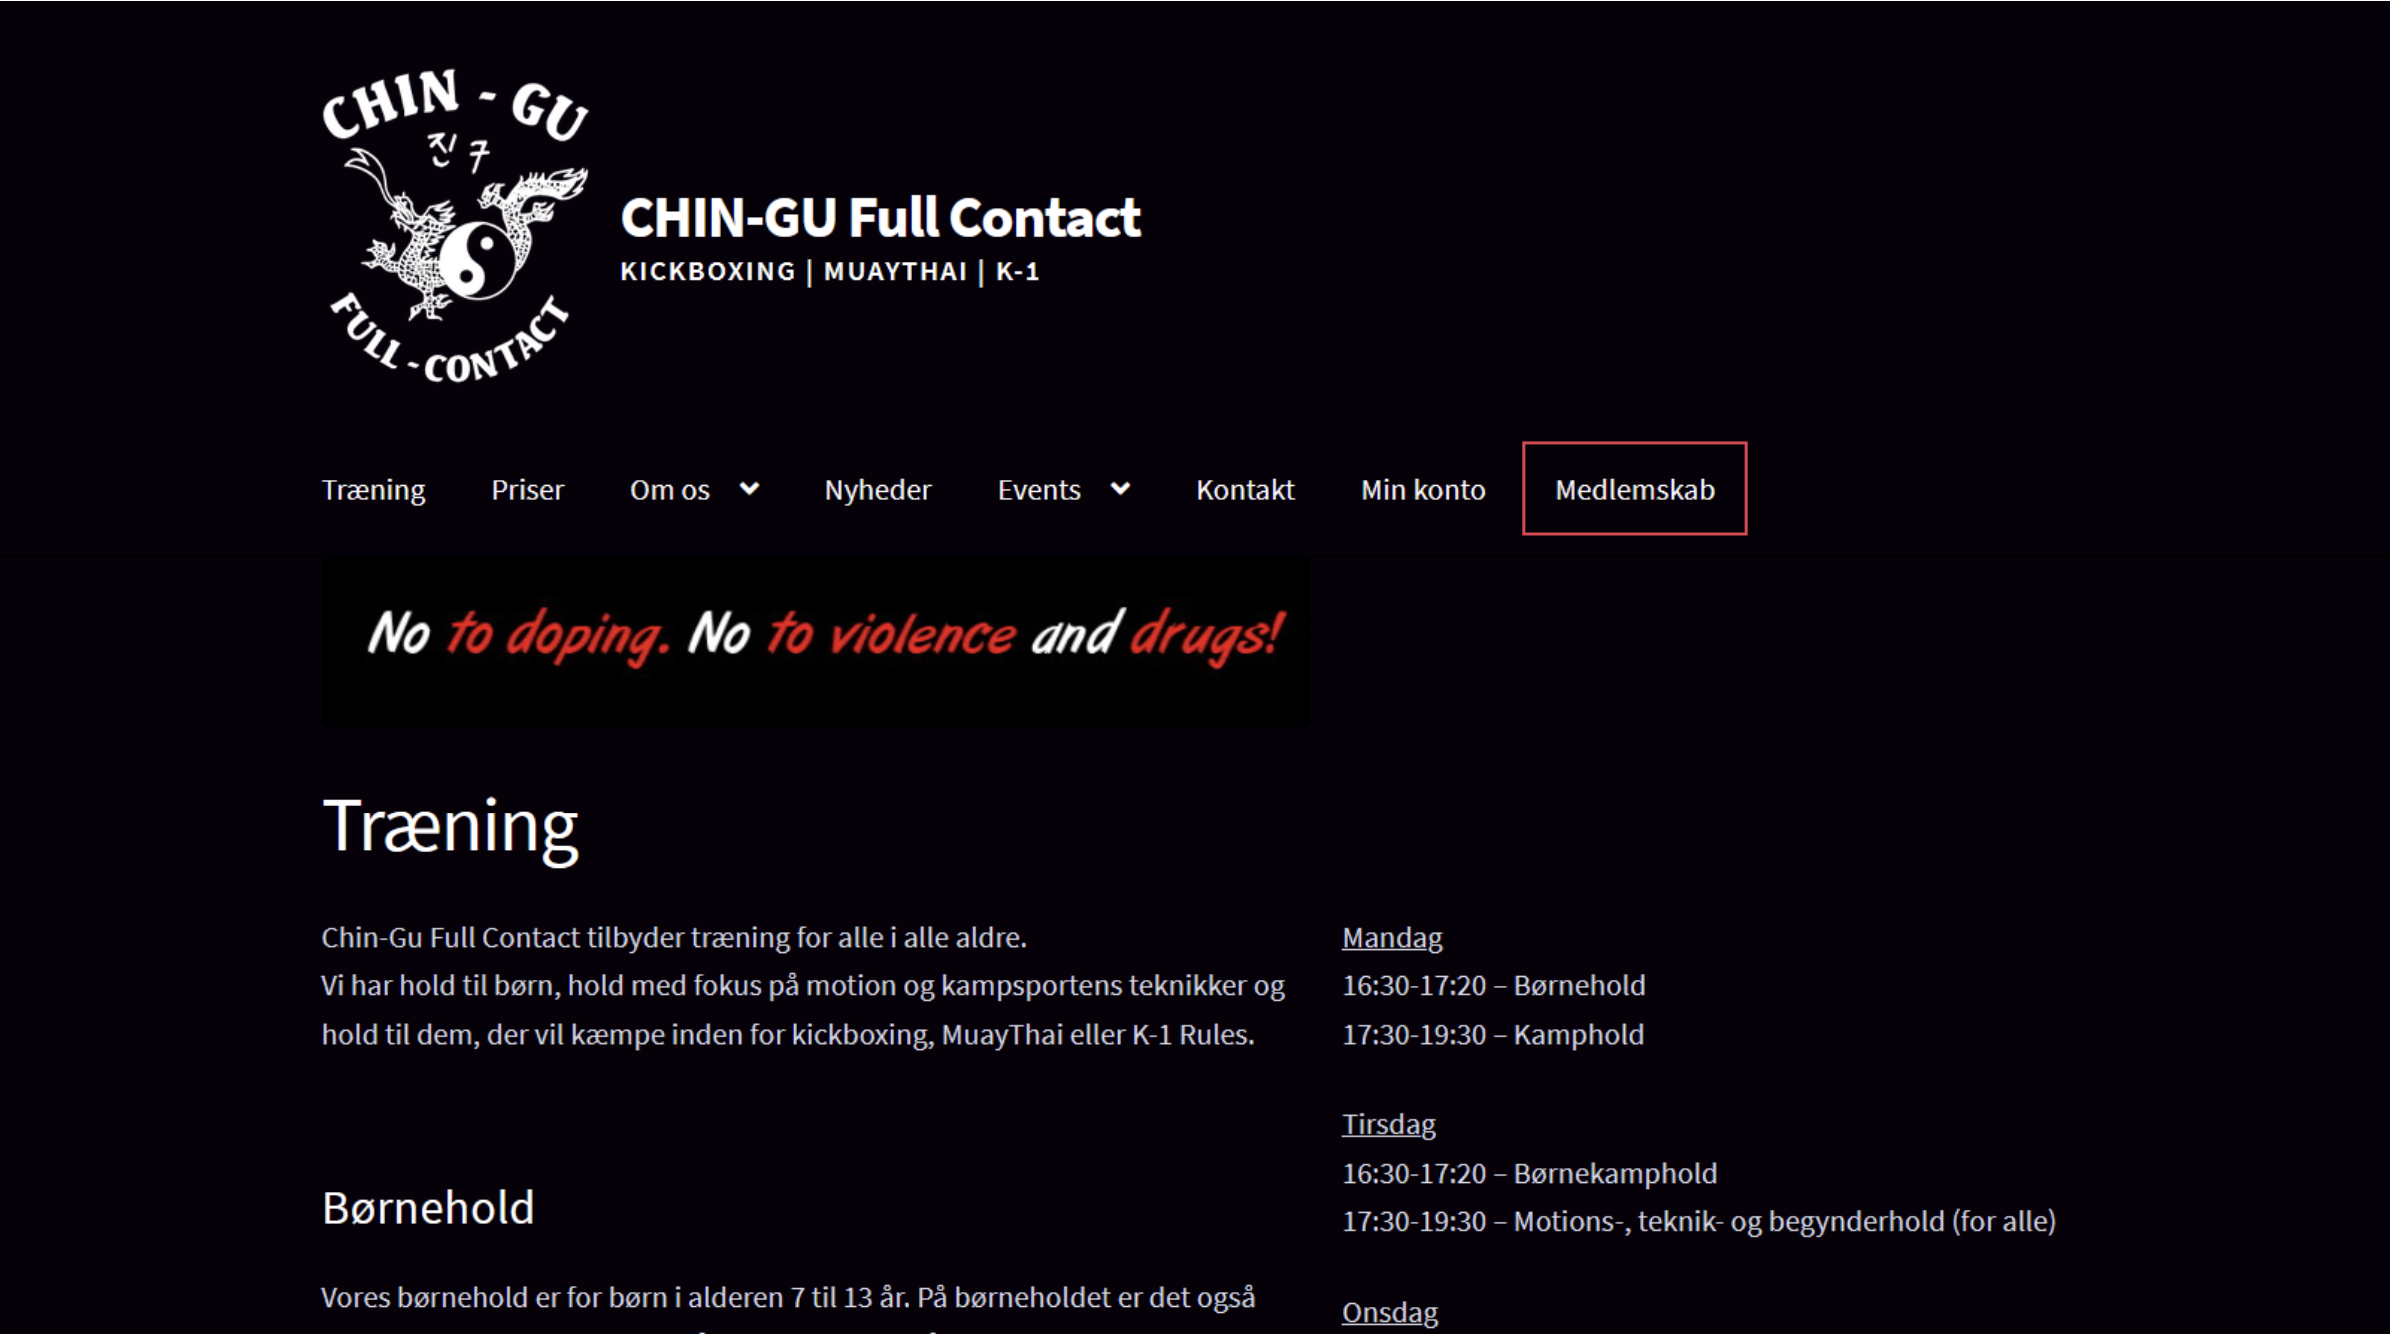 CHIN - GU
진구
FULL - CONTACT
CHIN-GU Full Contact
KICKBOXING | MUAYTHAI | K-1
Træning Priser Om os Nyheder Events Kontakt Min konto Medlemskab
No to doping. No to violence and drugs!
Træning
Chin-Gu Full Contact tilbyder træning for alle i alle aldre.
Vi har hold til børn, hold med fokus på motion og kampsportens teknikker og
hold til dem, der vil kæmpe inden for kickboxing, MuayThai eller K-1 Rules.
Børnehold
Vores børnehold er for børn i alderen 7 til 13 år. På børneholdet er det også
Mandag
16:30-17:20 – Børnehold
17:30-19:30 – Kamphold
Tirsdag
16:30-17:20 – Børnekamphold
17:30-19:30 – Motions-, teknik- og begynderhold (for alle)
Onsdag